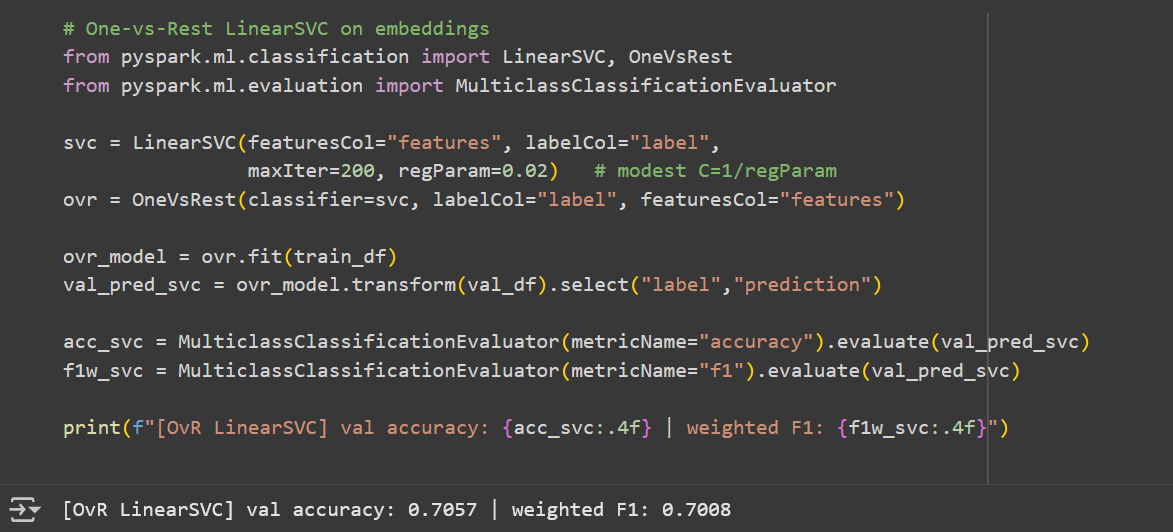 # One-vs-Rest LinearSVC on embeddings
from pyspark.ml.classification import LinearSVC, OneVsRest
from pyspark.ml.evaluation import MulticlassClassificationEvaluator
svc = LinearSVC(featuresCol="features", labelCol="label",
                maxIter=200, regParam=0.02)   # modest C=1/regParam
ovr = OneVsRest(classifier=svc, labelCol="label", featuresCol="features")
ovr_model = ovr.fit(train_df)
val_pred_svc = ovr_model.transform(val_df).select("label","prediction")
acc_svc = MulticlassClassificationEvaluator(metricName="accuracy").evaluate(val_pred_svc)
f1w_svc = MulticlassClassificationEvaluator(metricName="f1").evaluate(val_pred_svc)
print(f"[OvR LinearSVC] val accuracy: {acc_svc:.4f} | weighted F1: {f1w_svc:.4f}")
[OvR LinearSVC] val accuracy: 0.7057 | weighted F1: 0.7008